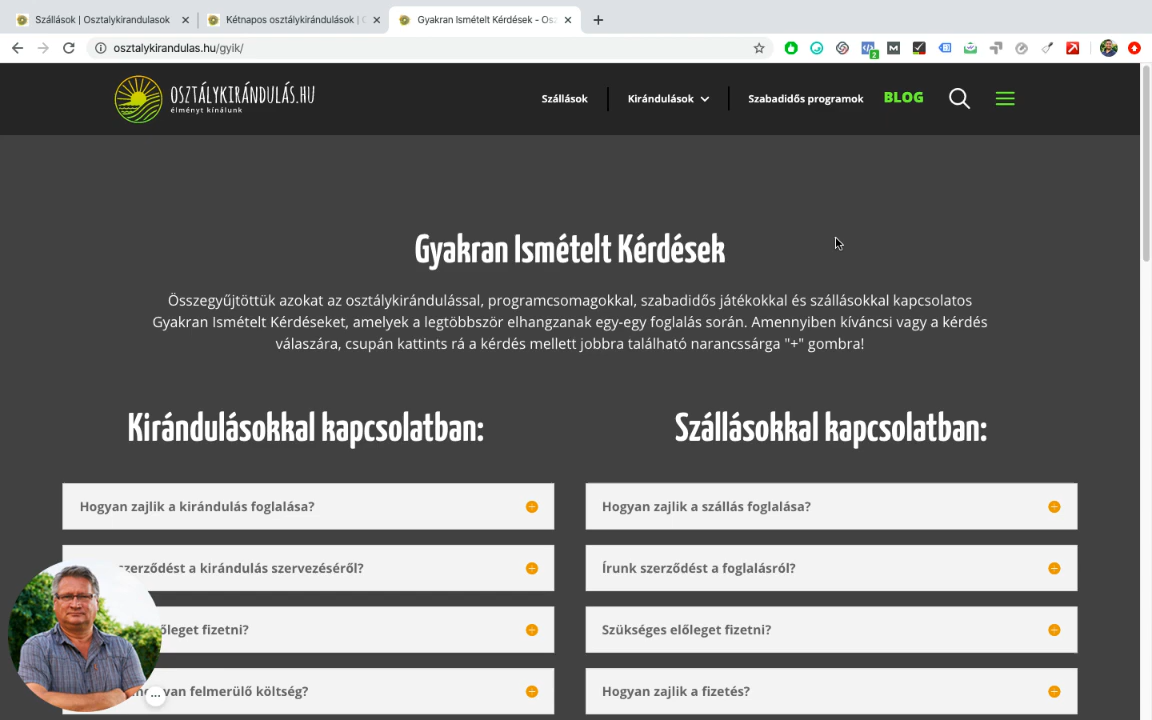 Szállások | Osztalykirandulasok
Kétnapos osztálykirándulások |
Gyakran Ismételt Kérdések - Os
osztalykirandulas.hu/gyik/
2
OSZTÁLYKIRÁNDULÁS.HU
élményt kínálunk
Szállások
Kirándulások
Szabadidős programok
BLOG
Gyakran Ismételt Kérdések
Összegyűjtöttük azokat az osztálykirándulással, programcsomagokkal, szabadidős játékokkal és szállásokkal kapcsolatos
Gyakran Ismételt Kérdéseket, amelyek a legtöbbször elhangzanak egy-egy foglalás során. Amennyiben kíváncsi vagy a kérdés
válaszára, csupán kattints rá a kérdés mellett jobbra található narancssárga "+" gombra!
Kirándulásokkal kapcsolatban:
Szállásokkal kapcsolatban:
Hogyan zajlik a kirándulás foglalása?
Hogyan zajlik a szállás foglalása?
szerződést a kirándulás szervezéséről?
Írunk szerződést a foglalásról?
őleget fizetni?
Szükséges előleget fizetni?
van felmerülő költség?
Hogyan zajlik a fizetés?